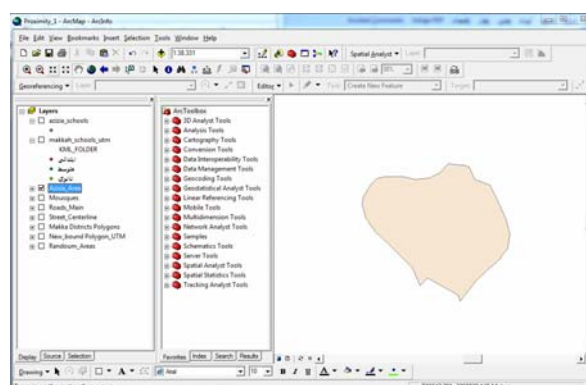 Proximity_1 - ArcMap - ArcInfo
File Edit View Bookmarks Insert Selection Tools Window Help
1:38,301
Spatial Analyst
Layer:
Georeferencing
Layer:
Editor
Task: Create New Feature
Target:
Layers
azizia_schools
makkah_schools_utm
KML_FOLDER
ابتدائي
متوسط
ثانوي
Azizia_Area
Mousques
Roads_Main
Street_Centerline
Makka Districts Polygons
New_bound Polygon_UTM
Randoum_Areas
Display Source Selection
ArcToolbox
3D Analyst Tools
Analysis Tools
Cartography Tools
Conversion Tools
Data Interoperability Tools
Data Management Tools
Geocoding Tools
Geostatistical Analyst Tools
Linear Referencing Tools
Mobile Tools
Multidimension Tools
Network Analyst Tools
Samples
Schematics Tools
Server Tools
Spatial Analyst Tools
Spatial Statistics Tools
Tracking Analyst Tools
Favorites Index Search Results
Drawing
A
Arial
10
B I U A